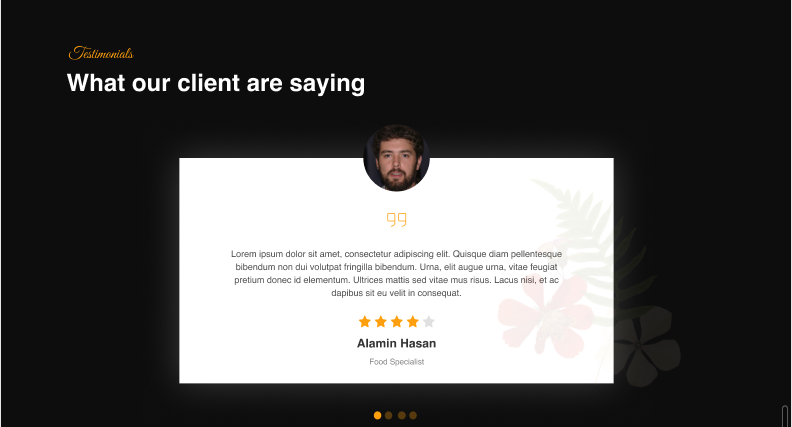 Testimonials
What our client are saying
Lorem ipsum dolor sit amet, consectetur adipiscing elit. Quisque diam pellentesque
bibendum non dui volutpat fringilla bibendum. Urna, elit augue urna, vitae feugiat
pretium donec id elementum. Ultrices mattis sed vitae mus risus. Lacus nisi, et ac
dapibus sit eu velit in consequat.
Alamin Hasan
Food Specialist